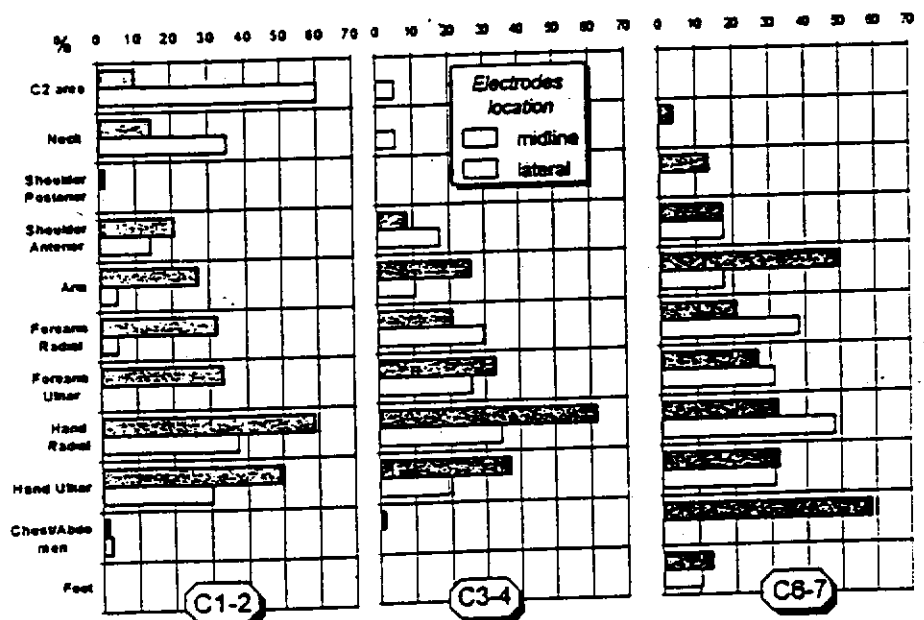 % 0 10 20 30 40 50 60 70
0 10 20 30 40 50 60 70
0 10 20 30 40 50 60 70
C2 area
Neck
Shoulder
Posterior
Shoulder
Anterior
Arm
Forearm
Radial
Forearm
Ulnar
Hand
Radial
Hand Ulnar
Chest/Abdo
men
Foot
Electrodes
location
midline
lateral
C1-2
C3-4
C6-7